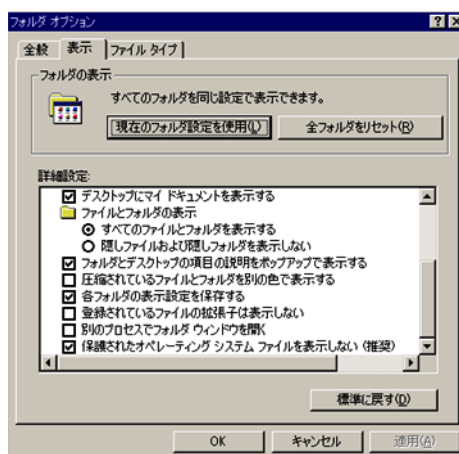 フォルダ オプション
全般 表示 ファイル タイプ
フォルダの表示
すべてのフォルダを同じ設定で表示できます。
現在のフォルダ設定を使用(L) 全フォルダをリセット(R)
詳細設定:
デスクトップにマイ ドキュメントを表示する
ファイルとフォルダの表示
すべてのファイルとフォルダを表示する
隠しファイルおよび隠しフォルダを表示しない
フォルダとデスクトップの項目の説明をポップアップで表示する
圧縮されているファイルとフォルダを別の色で表示する
各フォルダの表示設定を保存する
登録されているファイルの拡張子は表示しない
別のプロセスでフォルダ ウィンドウを開く
保護されたオペレーティング システム ファイルを表示しない (推奨)
標準に戻す(D)
OK キャンセル 適用(A)